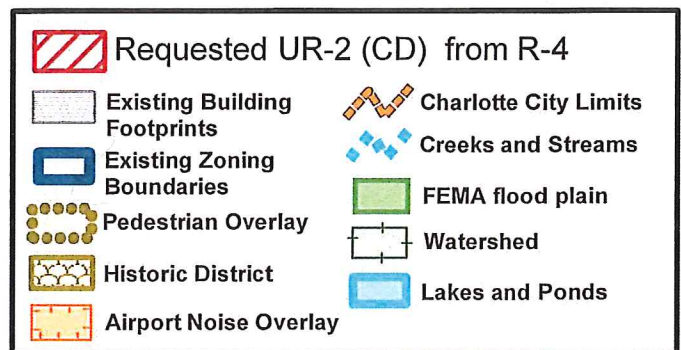 Requested UR-2 (CD) from R-4
Existing Building
Footprints
Existing Zoning
Boundaries
Pedestrian Overlay
Historic District
Airport Noise Overlay
Charlotte City Limits
Creeks and Streams
FEMA flood plain
Watershed
Lakes and Ponds